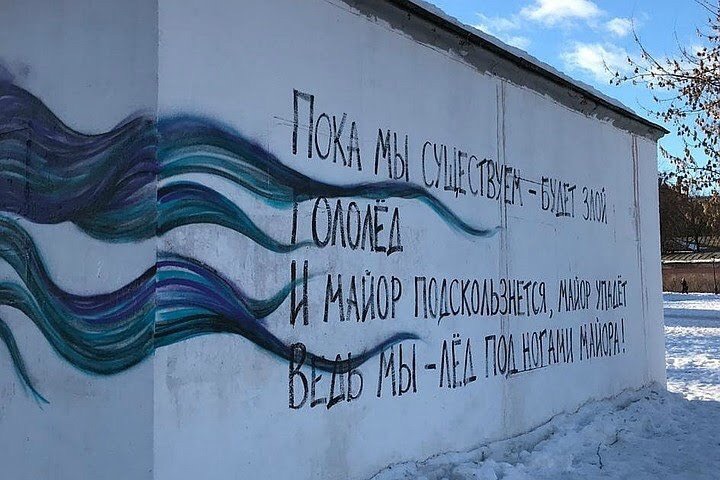 Пока мы существуем – будет злой
гололёд
И майор подскользнется, майор упадёт
Ведь мы – лёд под ногами майора!